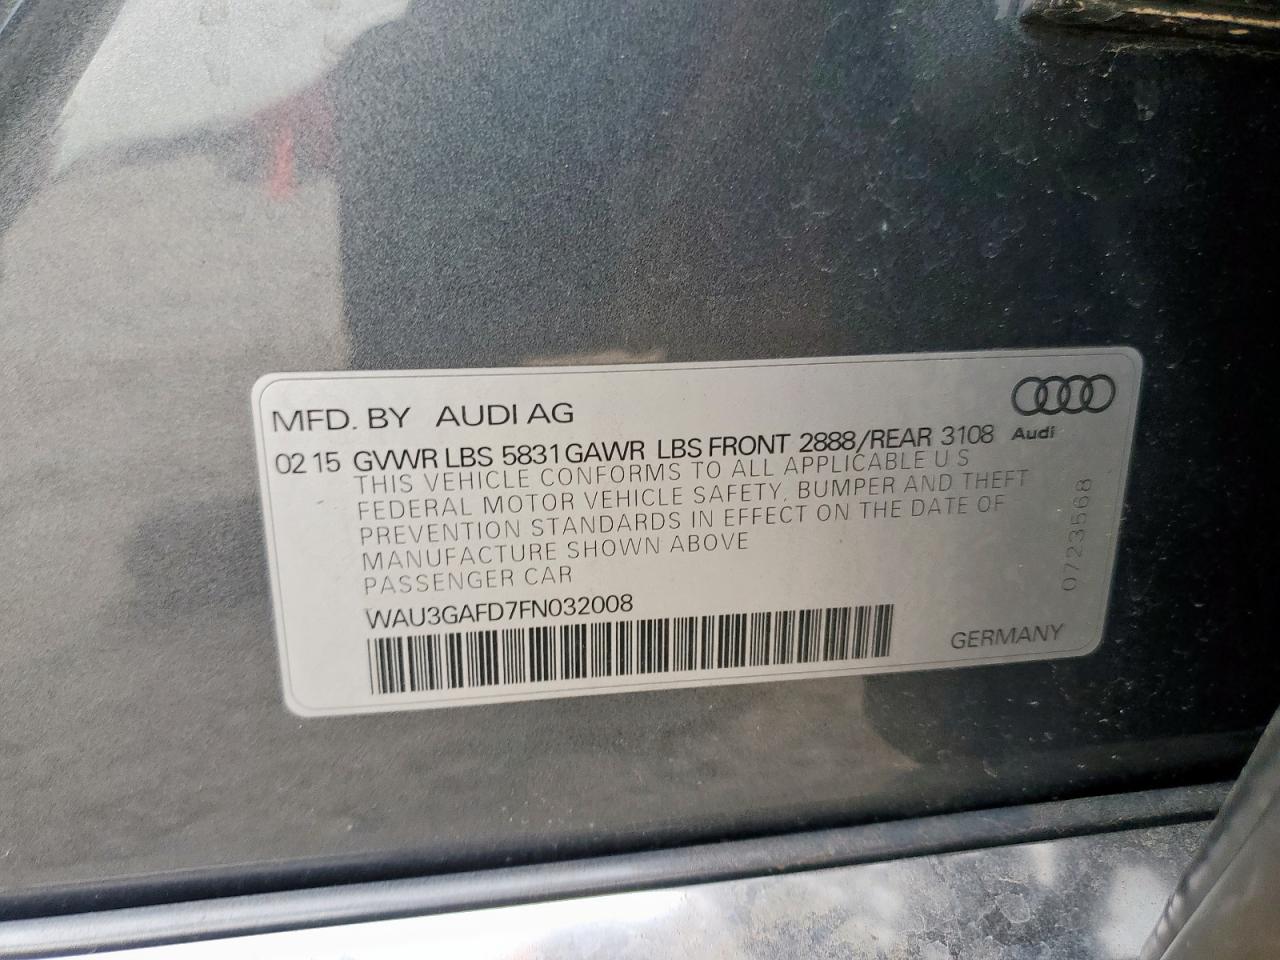 MFD. BY AUDI AG
02 15 GVWR LBS 5831 GAWR LBS FRONT 2888/REAR 3108
Audi
THIS VEHICLE CONFORMS TO ALL APPLICABLE U S
FEDERAL MOTOR VEHICLE SAFETY, BUMPER AND THEFT
PREVENTION STANDARDS IN EFFECT ON THE DATE OF
MANUFACTURE SHOWN ABOVE
PASSENGER CAR
WAU3GAFD7FN032008
0723568
GERMANY